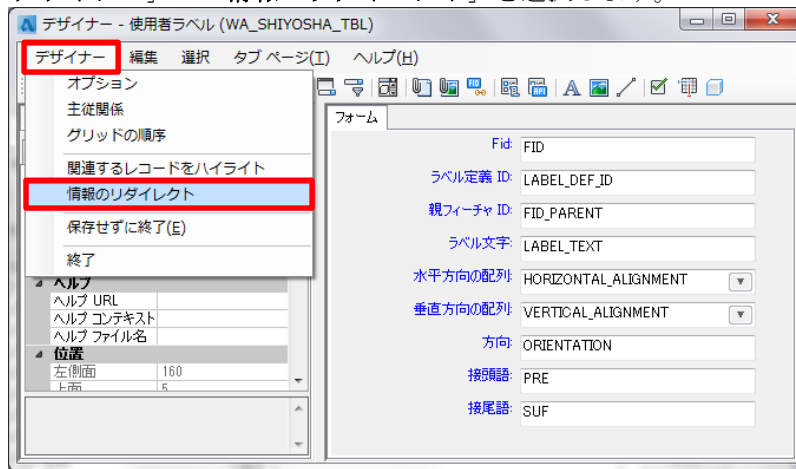 デザイナー - 使用者ラベル (WA_SHIYOSHA_TBL)
デザイナー 編集 選択 タブ ページ(T) ヘルプ(H)
オプション
主従関係
グリッドの順序
関連するレコードをハイライト
情報のリダイレクト
保存せずに終了(E)
終了
ヘルプ
ヘルプ URL
ヘルプ コンテキスト
ヘルプ ファイル名
位置
左側面 160
上面 5
フォーム
Fid: FID
ラベル定義 ID: LABEL_DEF_ID
親フィーチャ ID: FID_PARENT
ラベル文字: LABEL_TEXT
水平方向の配列: HORIZONTAL_ALIGNMENT
垂直方向の配列: VERTICAL_ALIGNMENT
方向: ORIENTATION
接頭語: PRE
接尾語: SUF